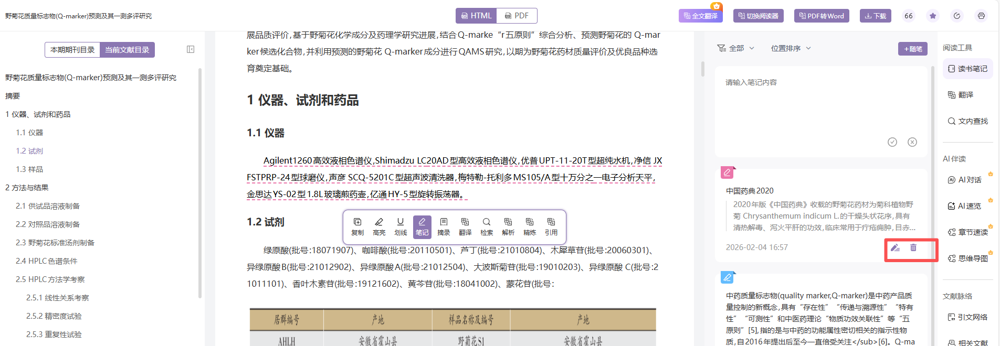 野菊花质量标志物(Q-marker)预测及其一测多评研究
HTML
PDF
全文翻译
切换阅读器
PDF转Word
下载
66
本期期刊目录
当前文献目录
野菊花质量标志物(Q-marker)预测及其一测多评研究
摘要
1 仪器、试剂和药品
1.1 仪器
1.2 试剂
1.3 样品
2 方法与结果
2.1 供试品溶液制备
2.2 对照品溶液制备
2.3 野菊花标准汤剂制备
2.4 HPLC色谱条件
2.5 HPLC方法学考察
2.5.1 线性关系考察
2.5.2 精密度试验
2.5.3 重复性试验
展品质评价,基于野菊花化学成分及药理学研究进展,结合Q-marke“r五原则”综合分析、预测野菊花的 Q-mar
ker候选化合物,并利用预测的野菊花 Q-marker成分进行QAMS研究,以期为野菊花药材质量评价及优良品种选
育奠定基础。
1 仪器、试剂和药品
1.1 仪器
Agilent1260高效液相色谱仪,Shimadzu LC20AD型高效液相色谱仪,优普UPT-11-20T型超纯水机,净信 JX
FSTPRP-24型球磨仪,声彦 SCQ-5201C型超声波清洗器,梅特勒-托利多MS105/A型十万分之一电子分析天平,
金思达YS-02型1.8L玻璃煎药壶,亿通HY-5型旋转振荡器。
1.2 试剂
复制
高亮
划线
笔记
摘录
翻译
检索
解析
精炼
引用
绿原酸(批号:18071907)、咖啡酸(批号:20110501)、芦丁(批号:21010804)、木犀草苷(批号:20060301)、
异绿原酸B(批号:21012902)、异绿原酸A(批号:21012504)、大波斯菊苷(批号:19010203)、异绿原酸 C(批号:2
1011101)、香叶木素苷(批号:19121602)、黄芩苷(批号:18041002)、蒙花苷(批号:
居群编号 产地 样品名称及编号 产地
AHLH 安徽省霍山县 野菊花S1 安徽省霍山县
全部
位置排序
+随笔
请输入笔记内容
中国药典2020
2020年版《中国药典》收载的野菊花药材为菊科植物野
菊 Chrysanthemum indicum L.的干燥头状花序,具有
清热解毒、泻火平肝的功效,临床常用于疔疮痈肿,目赤...
2026-02-04 16:57
中药质量标志物(quality marker,Q-marker)是中药产品质
量控制的新概念,具有“存在性”“传递与溯源性”“特有
性”“可测性”和中医药理论“物质功效关联性”等“五
原则”[5],指的是与中药的功能属性密切相关的指示性物
质,自2016年提出后至今一直倍受关注</sub>[6]。Q-ma
阅读工具
读书笔记
翻译
文内查找
AI伴读
AI对话
AI速览
章节速读
思维导图
文献脉络
引文网络
相关文献